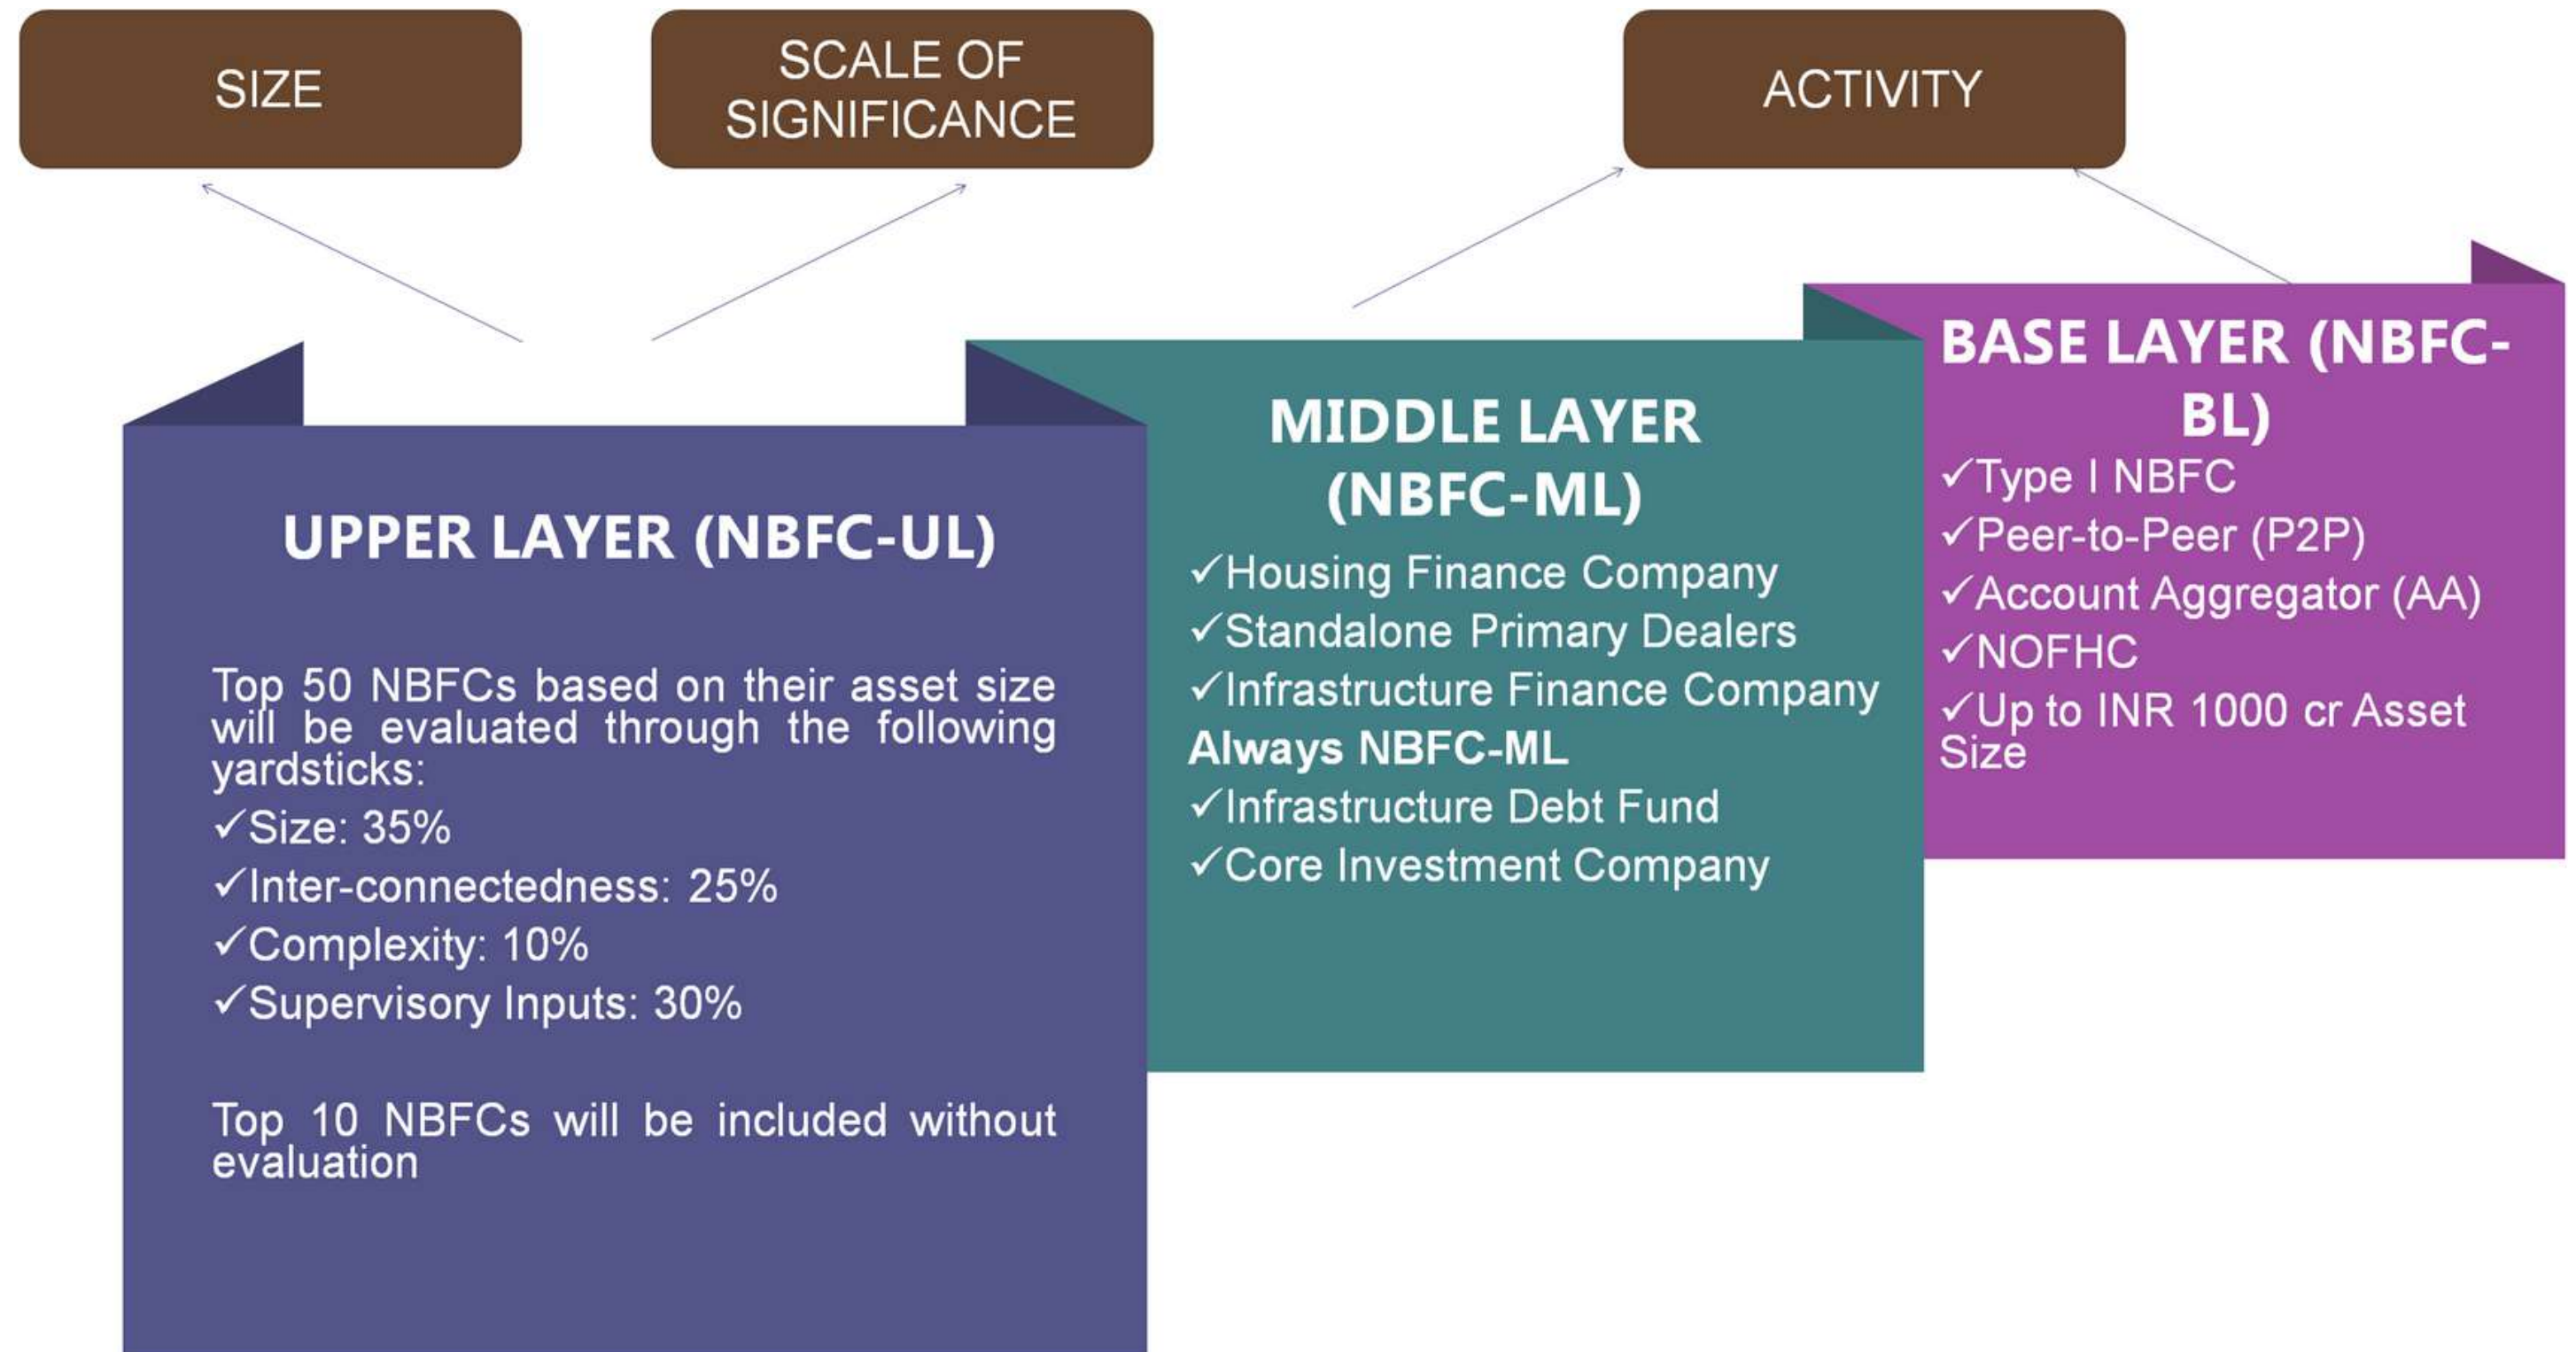 SIZE
SCALE OF
SIGNIFICANCE
ACTIVITY
UPPER LAYER (NBFC-UL)
Top 50 NBFCs based on their asset size
will be evaluated through the following
yardsticks:
✓Size: 35%
✓Inter-connectedness: 25%
✓Complexity: 10%
✓Supervisory Inputs: 30%
Top 10 NBFCs will be included without
evaluation
MIDDLE LAYER
(NBFC-ML)
✓Housing Finance Company
✓Standalone Primary Dealers
✓Infrastructure Finance Company
Always NBFC-ML
✓Infrastructure Debt Fund
✓Core Investment Company
BASE LAYER (NBFC-
BL)
✓Type I NBFC
✓Peer-to-Peer (P2P)
✓Account Aggregator (AA)
✓NOFHC
✓Up to INR 1000 cr Asset
Size